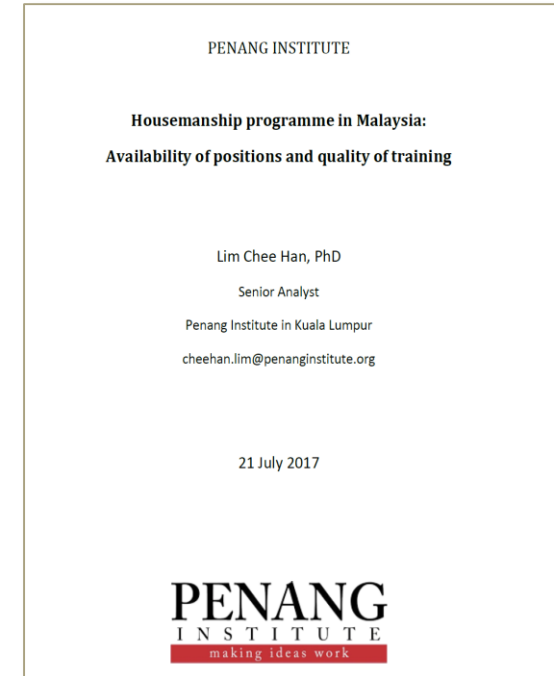 PENANG INSTITUTE
Housemanship programme in Malaysia:
Availability of positions and quality of training
Lim Chee Han, PhD
Senior Analyst
Penang Institute in Kuala Lumpur
cheehan.lim@penanginstitute.org
21 July 2017
PENANG
INSTITUTE
making ideas work